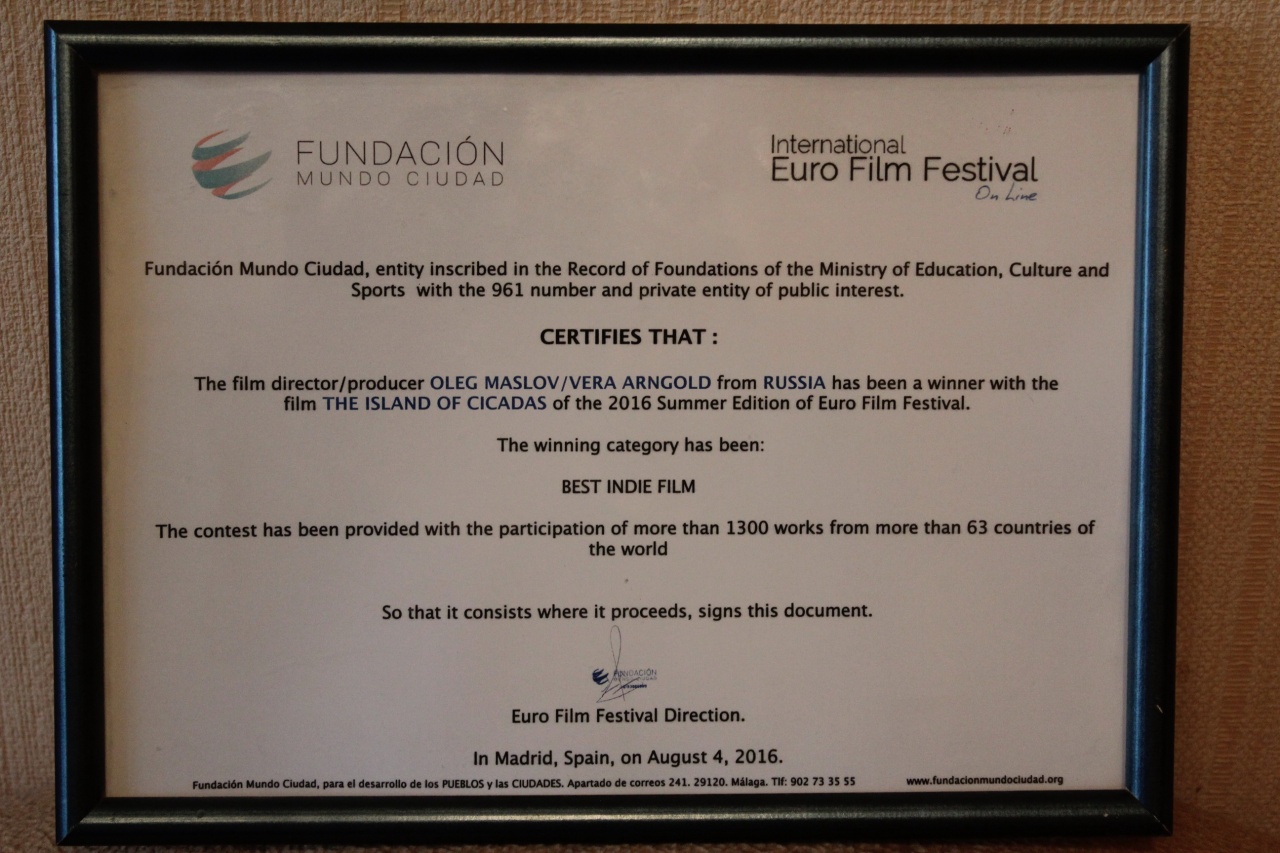 FUNDACIÓN
MUNDO CIUDAD
International
Euro Film Festival
On Line
Fundación Mundo Ciudad, entity inscribed in the Record of Foundations of the Ministry of Education, Culture and
Sports with the 961 number and private entity of public interest.
CERTIFIES THAT :
The film director/producer OLEG MASLOV/VERA ARNGOLD from RUSSIA has been a winner with the
film THE ISLAND OF CICADAS of the 2016 Summer Edition of Euro Film Festival.
The winning category has been:
BEST INDIE FILM
The contest has been provided with the participation of more than 1300 works from more than 63 countries of
the world
So that it consists where it proceeds, signs this document.
FUNDACIÓN
Euro Film Festival Direction.
In Madrid, Spain, on August 4, 2016.
Fundación Mundo Ciudad, para el desarrollo de los PUEBLOS y las CIUDADES. Apartado de correos 241. 29120. Málaga. Tlf: 902 73 35 55
www.fundacionmundociudad.org